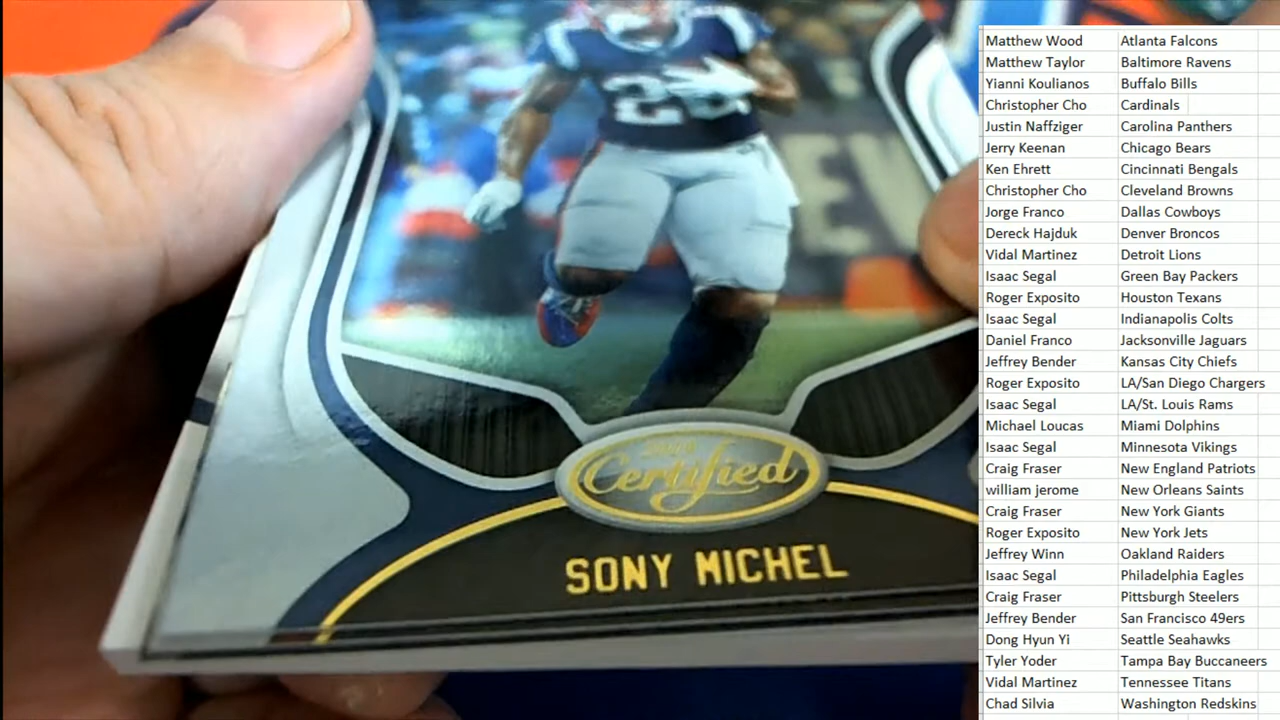 Certified
SONY MICHEL
Matthew Wood Atlanta Falcons
Matthew Taylor Baltimore Ravens
Yianni Koulianos Buffalo Bills
Christopher Cho Cardinals
Justin Naffziger Carolina Panthers
Jerry Keenan Chicago Bears
Ken Ehrett Cincinnati Bengals
Christopher Cho Cleveland Browns
Jorge Franco Dallas Cowboys
Dereck Hajduk Denver Broncos
Vidal Martinez Detroit Lions
Isaac Segal Green Bay Packers
Roger Exposito Houston Texans
Isaac Segal Indianapolis Colts
Daniel Franco Jacksonville Jaguars
Jeffrey Bender Kansas City Chiefs
Roger Exposito LA/San Diego Chargers
Isaac Segal LA/St. Louis Rams
Michael Loucas Miami Dolphins
Isaac Segal Minnesota Vikings
Craig Fraser New England Patriots
william jerome New Orleans Saints
Craig Fraser New York Giants
Roger Exposito New York Jets
Jeffrey Winn Oakland Raiders
Isaac Segal Philadelphia Eagles
Craig Fraser Pittsburgh Steelers
Jeffrey Bender San Francisco 49ers
Dong Hyun Yi Seattle Seahawks
Tyler Yoder Tampa Bay Buccaneers
Vidal Martinez Tennessee Titans
Chad Silvia Washington Redskins